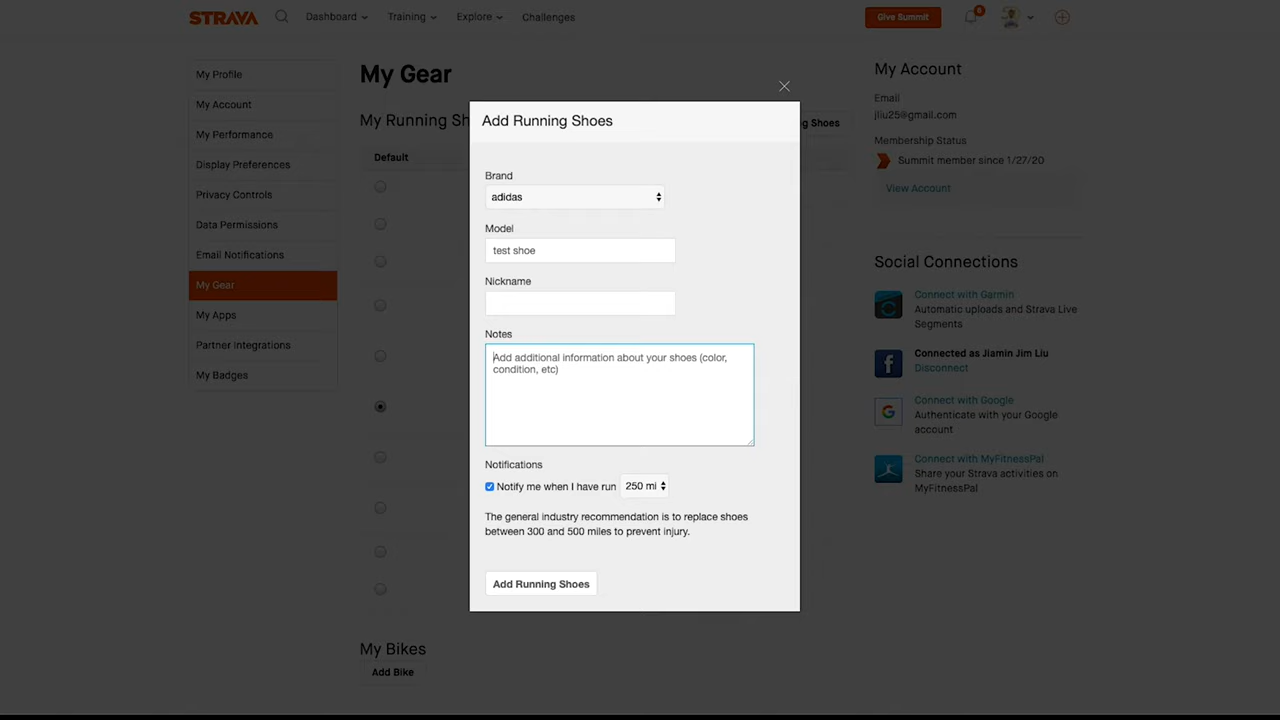 STRAVA Dashboard Training Explore Challenges Give Summit 8
My Profile
My Account
My Performance
Display Preferences
Privacy Controls
Data Permissions
Email Notifications
My Gear
My Apps
Partner Integrations
My Badges
My Gear
My Running Sh
g Shoes
Default
Add Running Shoes
Brand
adidas
Model
test shoe
Nickname
Notes
Add additional information about your shoes (color,
condition, etc)
Notifications
Notify me when I have run 250 mi
The general industry recommendation is to replace shoes
between 300 and 500 miles to prevent injury.
Add Running Shoes
My Bikes
Add Bike
My Account
Email
jliu25@gmail.com
Membership Status
Summit member since 1/27/20
View Account
Social Connections
Connect with Garmin
Automatic uploads and Strava Live
Segments
Connected as Jiamin Jim Liu
Disconnect
Connect with Google
Authenticate with your Google
account
Connect with MyFitnessPal
Share your Strava activities on
MyFitnessPal